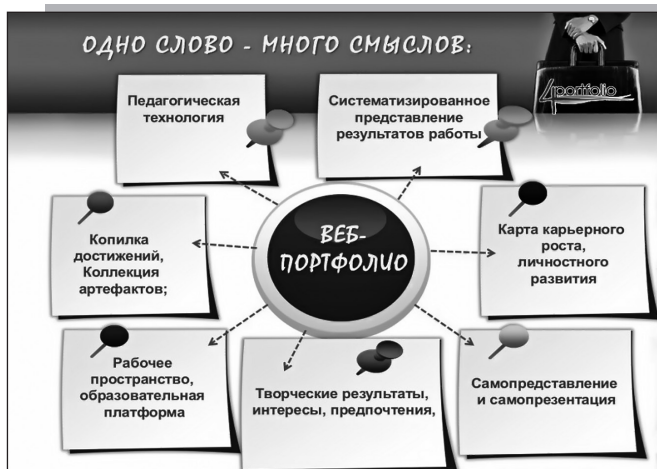 ОДНО СЛОВО - МНОГО СМЫСЛОВ:
4portfolio
Педагогическая
технология
Систематизированное
представление
результатов работы
Копилка
достижений,
Коллекция
артефактов;
ВЕБ-
ПОРТФОЛИО
Карта карьерного
роста,
личностного
развития
Рабочее
пространство,
образовательная
платформа
Творческие результаты,
интересы, предпочтения,
Самопредставление
и самопрезентация